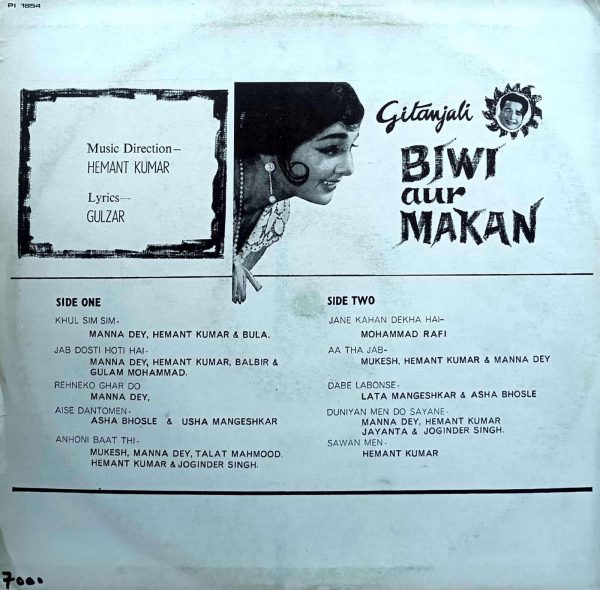 PI 1854
Music Direction—
HEMANT KUMAR
Lyrics—
GULZAR
Gitanjali
BIWI
aur
MAKAN
SIDE ONE
KHUL SIM SIM-
MANNA DEY, HEMANT KUMAR & BULA.
JAB DOSTI HOTI HAI-
MANNA DEY, HEMANT KUMAR, BALBIR &
GULAM MOHAMMAD.
REHNEKO GHAR DO
MANNA DEY,
AISE DANTOMEN-
ASHA BHOSLE & USHA MANGESHKAR
ANHONI BAAT THI-
MUKESH, MANNA DEY, TALAT MAHMOOD.
HEMANT KUMAR & JOGINDER SINGH.
SIDE TWO
JANE KAHAN DEKHA HAI-
MOHAMMAD RAFI
AA THA JAB-
MUKESH, HEMANT KUMAR & MANNA DEY
DABE LABONSE-
LATA MANGESHKAR & ASHA BHOSLE
DUNIYAN MEN DO SAYANE-
MANNA DEY, HEMANT KUMAR
JAYANTA & JOGINDER SINGH.
SAWAN MEN-
HEMANT KUMAR